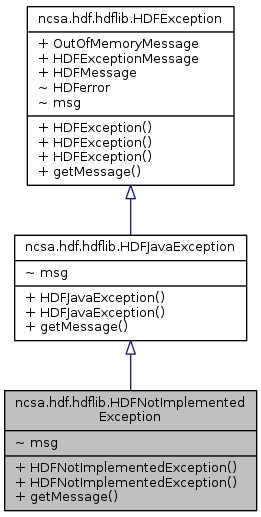 ncsa.hdf.hdflib.HDFException
+ OutOfMemoryMessage
+ HDFExceptionMessage
+ HDFMessage
~ HDFerror
~ msg
+ HDFException()
+ HDFException()
+ HDFException()
+ getMessage()
ncsa.hdf.hdflib.HDFJavaException
~ msg
+ HDFJavaException()
+ HDFJavaException()
+ getMessage()
ncsa.hdf.hdflib.HDFNotImplemented
Exception
~ msg
+ HDFNotImplementedException()
+ HDFNotImplementedException()
+ getMessage()